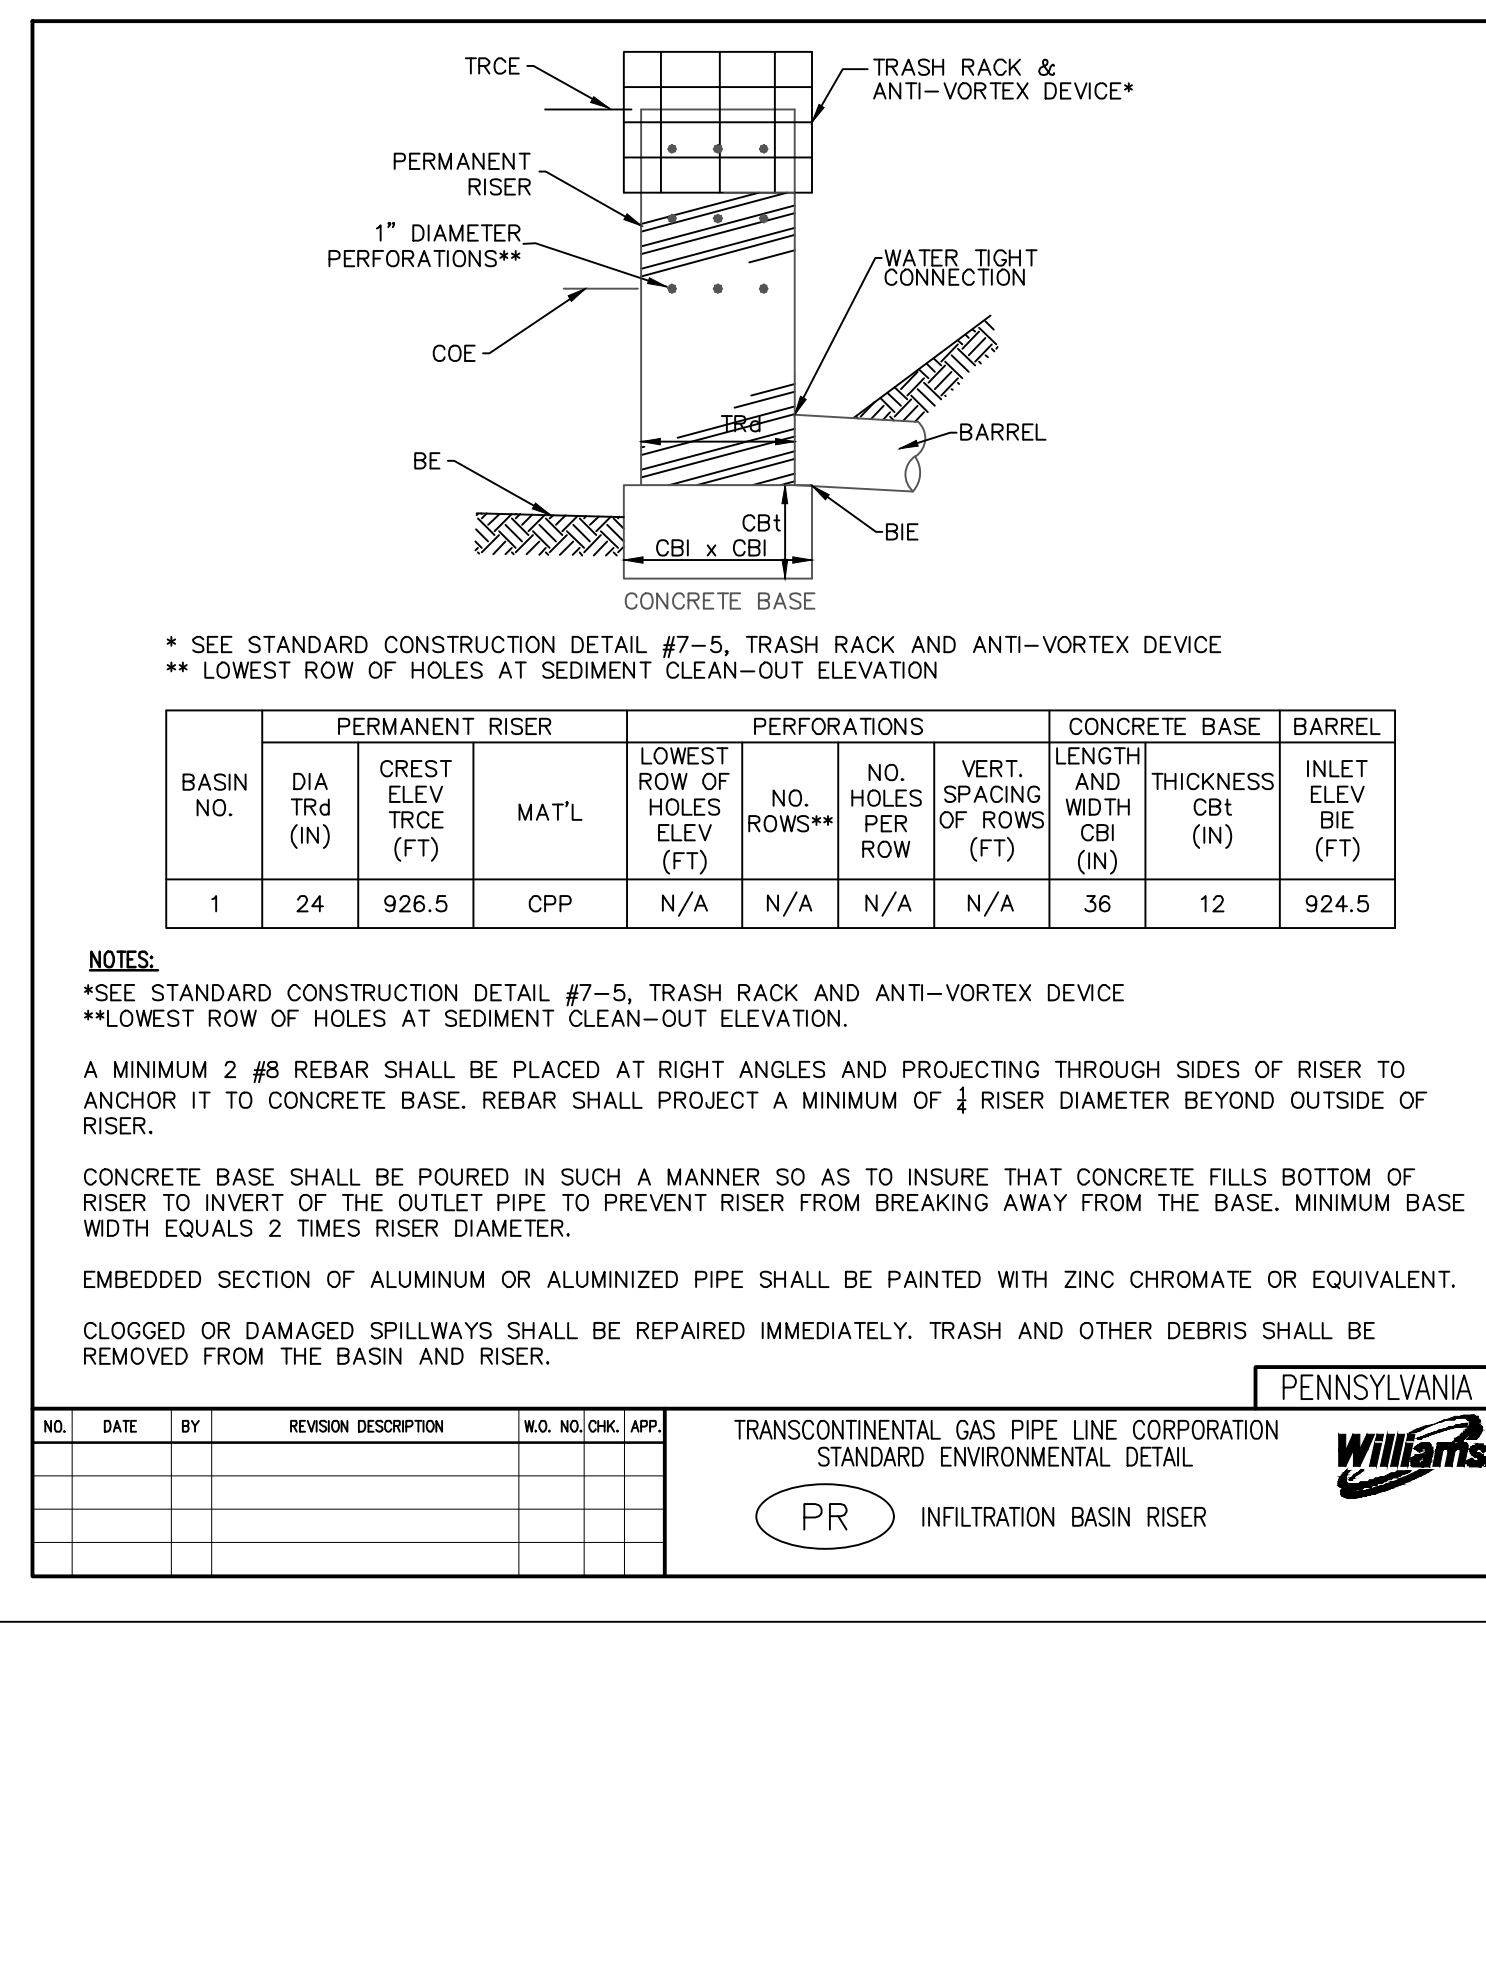 TRCE
TRASH RACK &
ANTI-VORTEX DEVICE*
PERMANENT
RISER
1" DIAMETER
PERFORATIONS**
WATER TIGHT
CONNECTION
COE
TRd
BARREL
BE
CBt
BIE
CBl x CBl
CONCRETE BASE
* SEE STANDARD CONSTRUCTION DETAIL #7-5, TRASH RACK AND ANTI-VORTEX DEVICE
** LOWEST ROW OF HOLES AT SEDIMENT CLEAN-OUT ELEVATION
PERMANENT RISER PERFORATIONS CONCRETE BASE BARREL
BASIN
NO.
DIA
TRd
(IN)
CREST
ELEV
TRCE
(FT)
MAT'L
LOWEST
ROW OF
HOLES
ELEV
(FT)
NO.
ROWS**
NO.
HOLES
PER
ROW
VERT.
SPACING
OF ROWS
(FT)
LENGTH
AND
WIDTH
CBl
(IN)
THICKNESS
CBt
(IN)
INLET
ELEV
BIE
(FT)
1 24 926.5 CPP N/A N/A N/A N/A 36 12 924.5
NOTES:
*SEE STANDARD CONSTRUCTION DETAIL #7-5, TRASH RACK AND ANTI-VORTEX DEVICE
**LOWEST ROW OF HOLES AT SEDIMENT CLEAN-OUT ELEVATION.
A MINIMUM 2 #8 REBAR SHALL BE PLACED AT RIGHT ANGLES AND PROJECTING THROUGH SIDES OF RISER TO
ANCHOR IT TO CONCRETE BASE. REBAR SHALL PROJECT A MINIMUM OF 1/4 RISER DIAMETER BEYOND OUTSIDE OF
RISER.
CONCRETE BASE SHALL BE POURED IN SUCH A MANNER SO AS TO INSURE THAT CONCRETE FILLS BOTTOM OF
RISER TO INVERT OF THE OUTLET PIPE TO PREVENT RISER FROM BREAKING AWAY FROM THE BASE. MINIMUM BASE
WIDTH EQUALS 2 TIMES RISER DIAMETER.
EMBEDDED SECTION OF ALUMINUM OR ALUMINIZED PIPE SHALL BE PAINTED WITH ZINC CHROMATE OR EQUIVALENT.
CLOGGED OR DAMAGED SPILLWAYS SHALL BE REPAIRED IMMEDIATELY. TRASH AND OTHER DEBRIS SHALL BE
REMOVED FROM THE BASIN AND RISER.
PENNSYLVANIA
NO. DATE BY REVISION DESCRIPTION W.O. NO. CHK. APP.
TRANSCONTINENTAL GAS PIPE LINE CORPORATION
STANDARD ENVIRONMENTAL DETAIL
Williams
PR INFILTRATION BASIN RISER